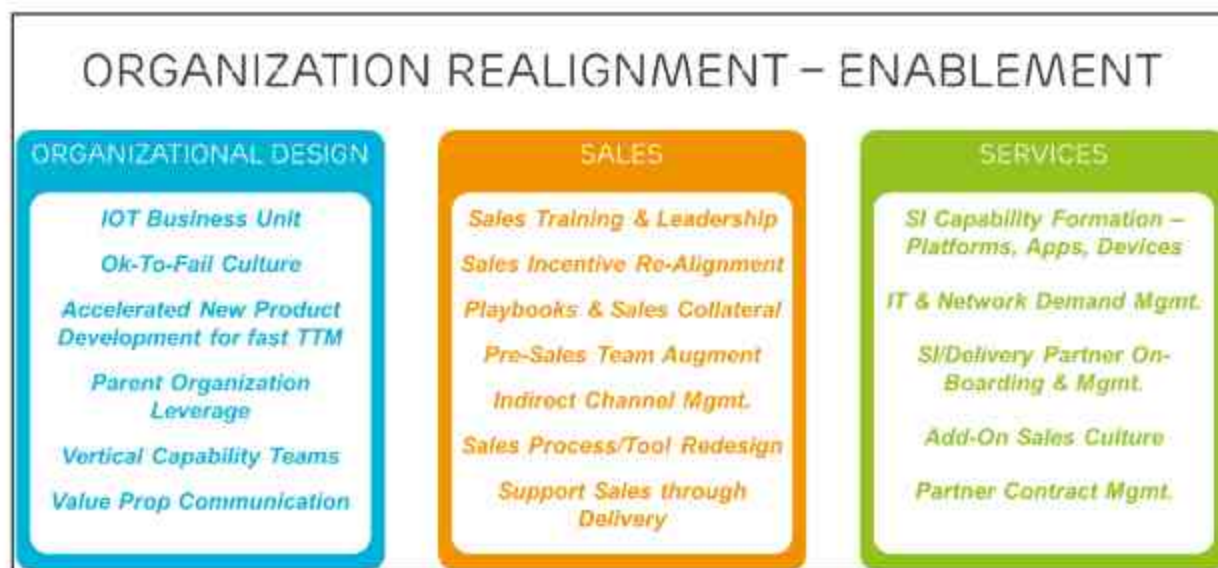 ORGANIZATION REALIGNMENT – ENABLEMENT
ORGANIZATIONAL DESIGN
IOT Business Unit
Ok-To-Fail Culture
Accelerated New Product
Development for fast TTM
Parent Organization
Leverage
Vertical Capability Teams
Value Prop Communication
SALES
Sales Training & Leadership
Sales Incentive Re-Alignment
Playbooks & Sales Collateral
Pre-Sales Team Augment
Indirect Channel Mgmt.
Sales Process/Tool Redesign
Support Sales through
Delivery
SERVICES
SI Capability Formation –
Platforms, Apps, Devices
IT & Network Demand Mgmt.
SI/Delivery Partner On-
Boarding & Mgmt.
Add-On Sales Culture
Partner Contract Mgmt.